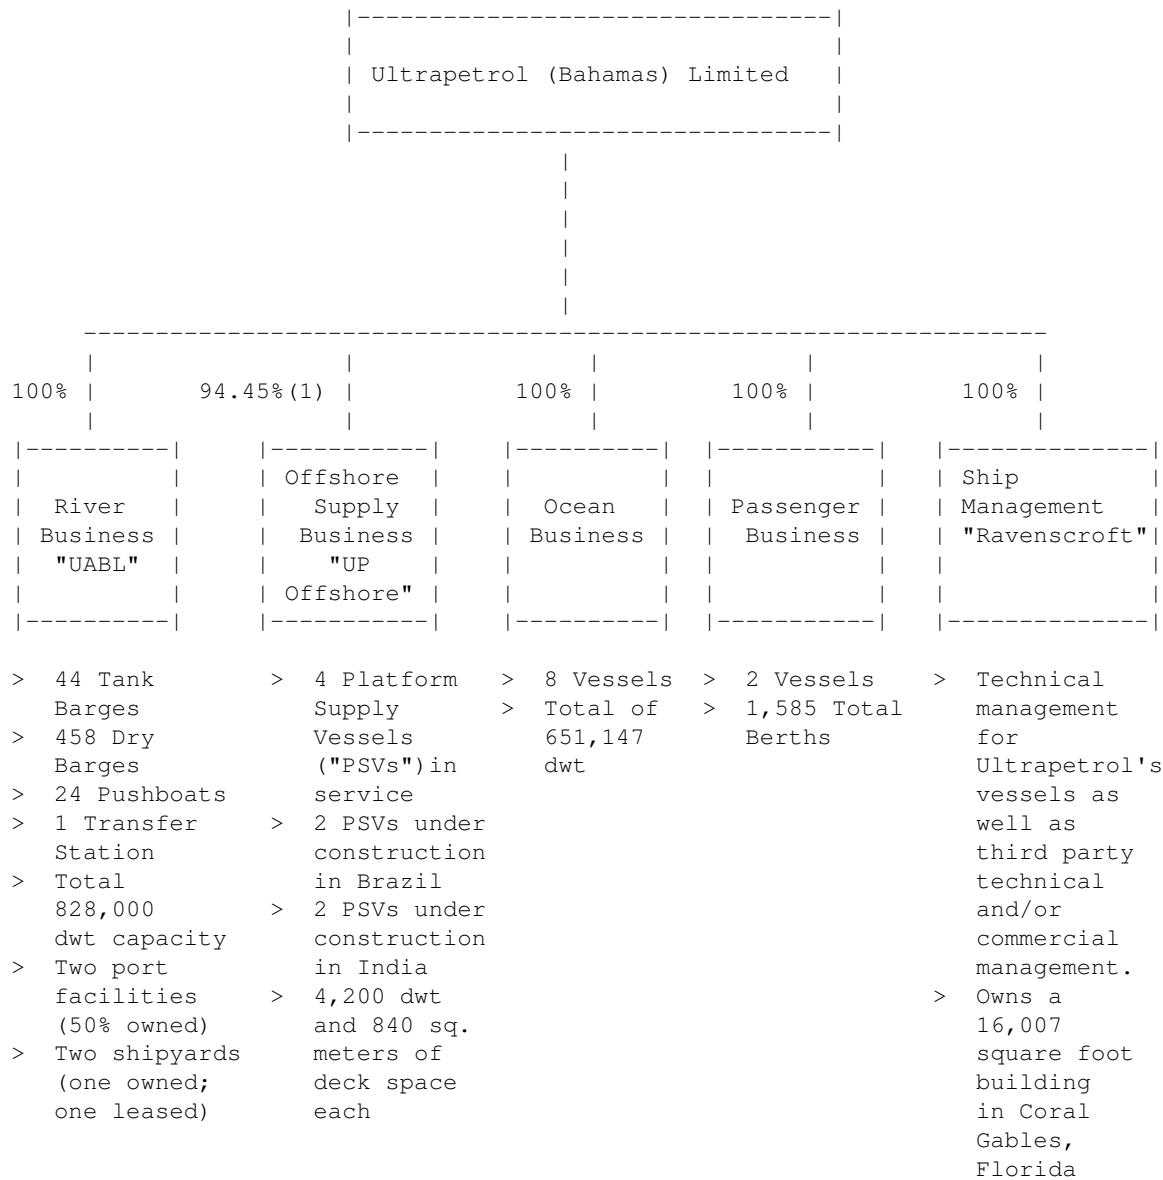 Ultrapetrol (Bahamas) Limited
100%
94.45%(1)
100%
100%
100%
River
Business
"UABL"
Offshore
Supply
Business
"UP
Offshore"
Ocean
Business
Passenger
Business
Ship
Management
"Ravenscroft"
> 44 Tank
Barges
> 458 Dry
Barges
> 24 Pushboats
> 1 Transfer
Station
> Total
828,000
dwt capacity
> Two port
facilities
(50% owned)
> Two shipyards
(one owned;
one leased)
> 4 Platform
Supply
Vessels
("PSVs")in
service
> 2 PSVs under
construction
in Brazil
> 2 PSVs under
construction
in India
> 4,200 dwt
and 840 sq.
meters of
deck space
each
> 8 Vessels
> Total of
651,147
dwt
> 2 Vessels
> 1,585 Total
Berths
> Technical
management
for
Ultrapetrol's
vessels as
well as
third party
technical
and/or
commercial
management.
> Owns a
16,007
square foot
building
in Coral
Gables,
Florida